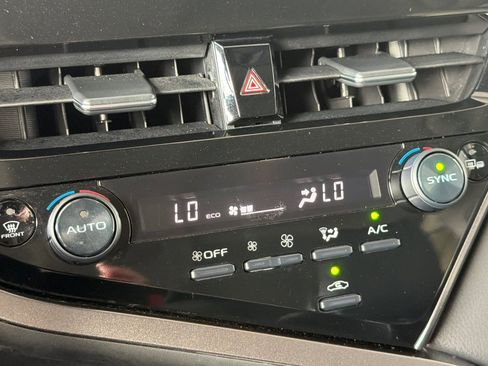 LO ECO LO
AUTO
SYNC
FRONT
OFF
A/C